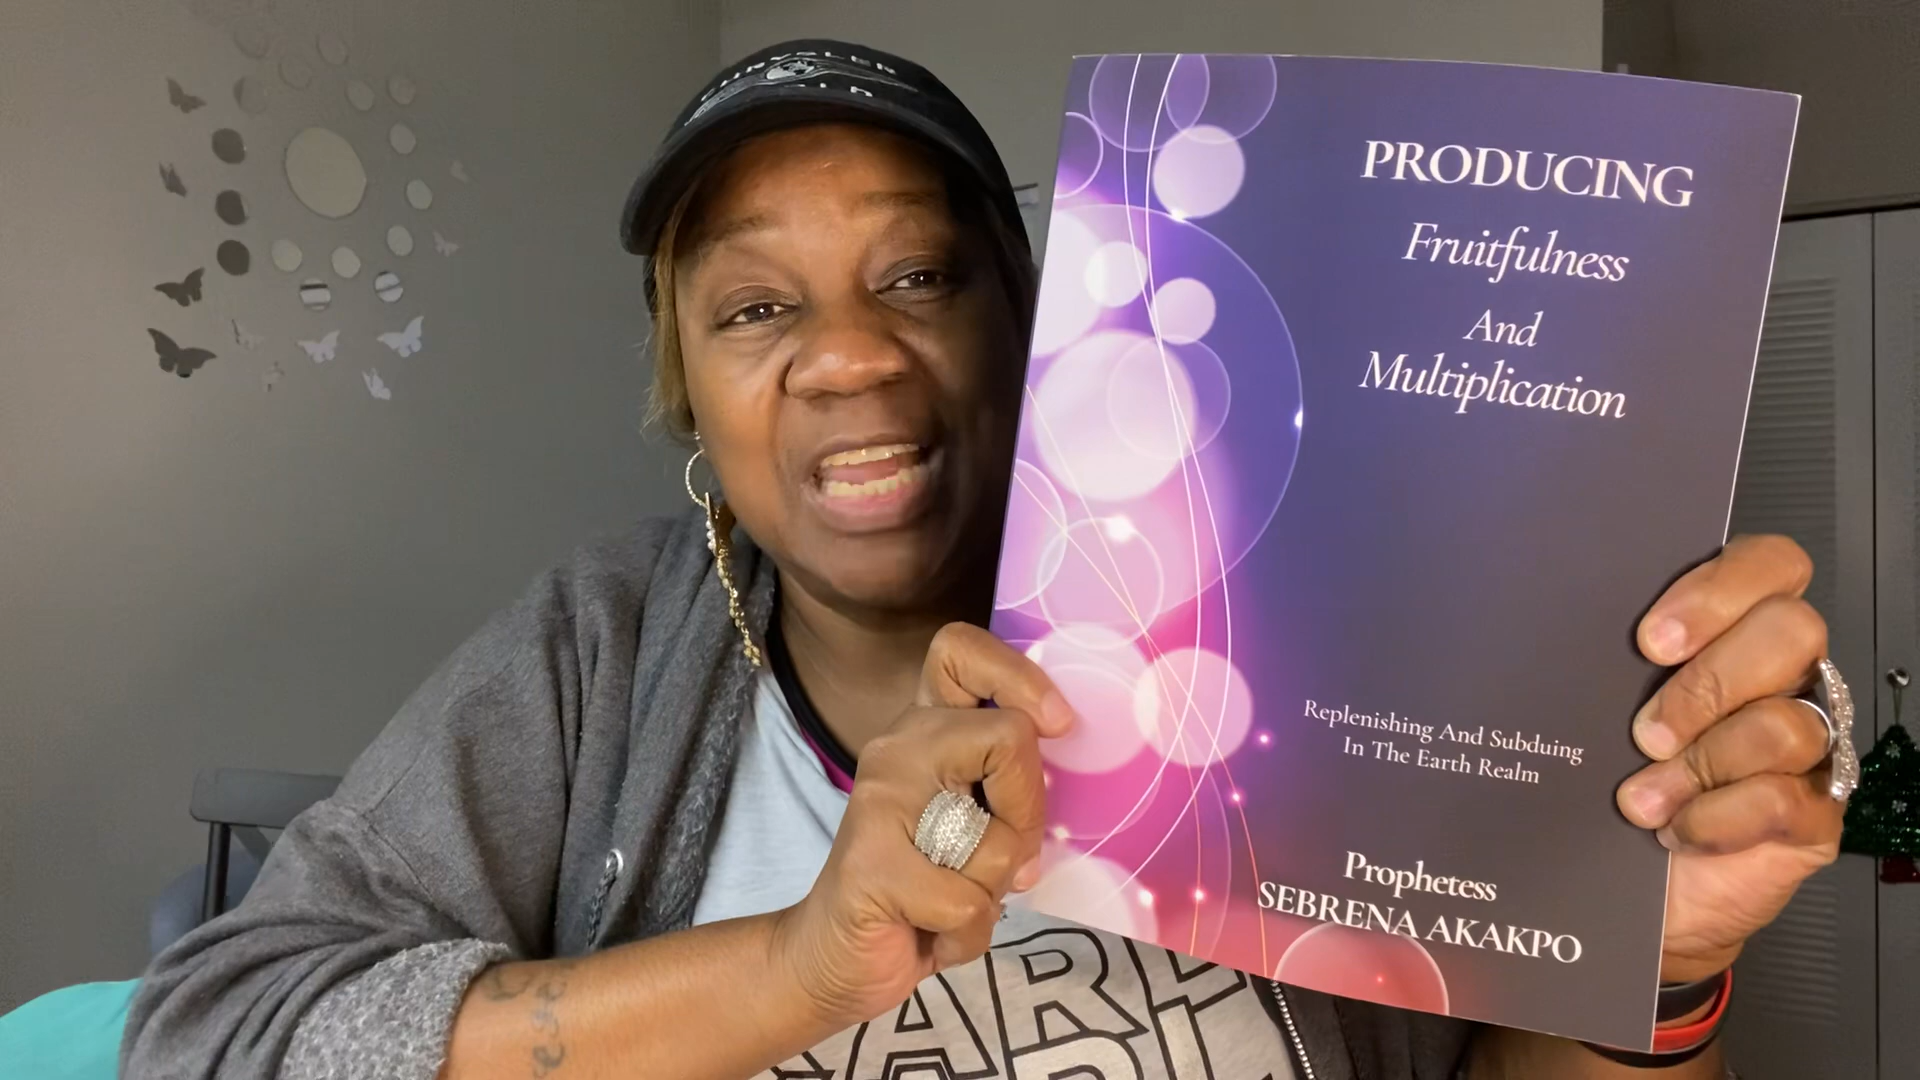 PRODUCING
Fruitfulness
And
Multiplication
Replenishing And Subduing
In The Earth Realm
Prophetess
SEBRENA AKAKPO